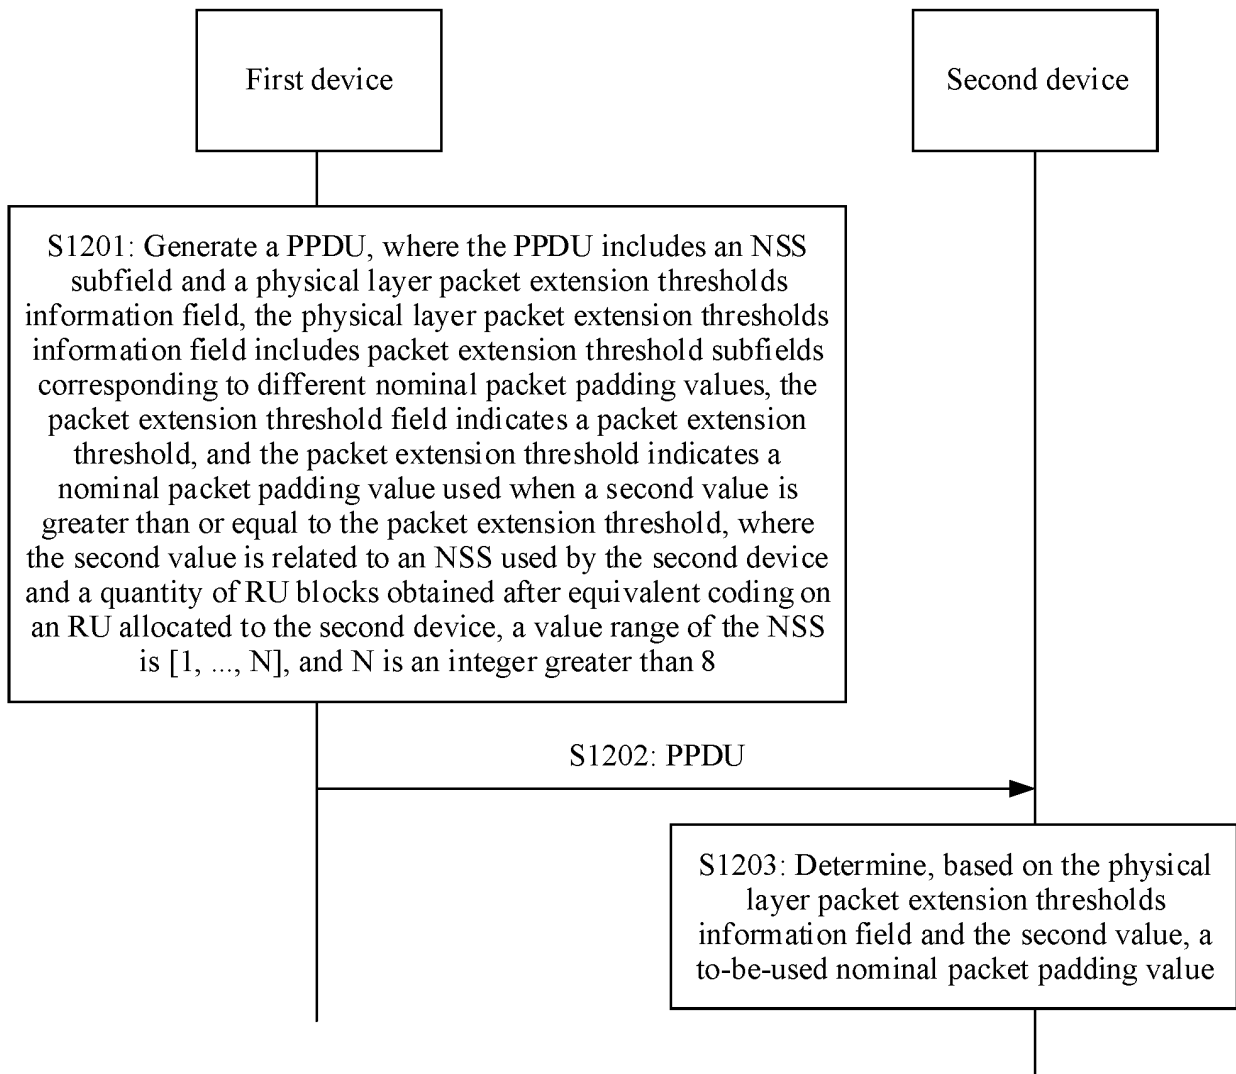 First device
Second device
S1201: Generate a PPDU, where the PPDU includes an NSS
subfield and a physical layer packet extension thresholds
information field, the physical layer packet extension thresholds
information field includes packet extension threshold subfields
corresponding to different nominal packet padding values, the
packet extension threshold field indicates a packet extension
threshold, and the packet extension threshold indicates a
nominal packet padding value used when a second value is
greater than or equal to the packet extension threshold, where
the second value is related to an NSS used by the second device
and a quantity of RU blocks obtained after equivalent coding on
an RU allocated to the second device, a value range of the NSS
is [1, ..., N], and N is an integer greater than 8
S1202: PPDU
S1203: Determine, based on the physical
layer packet extension thresholds
information field and the second value, a
to-be-used nominal packet padding value